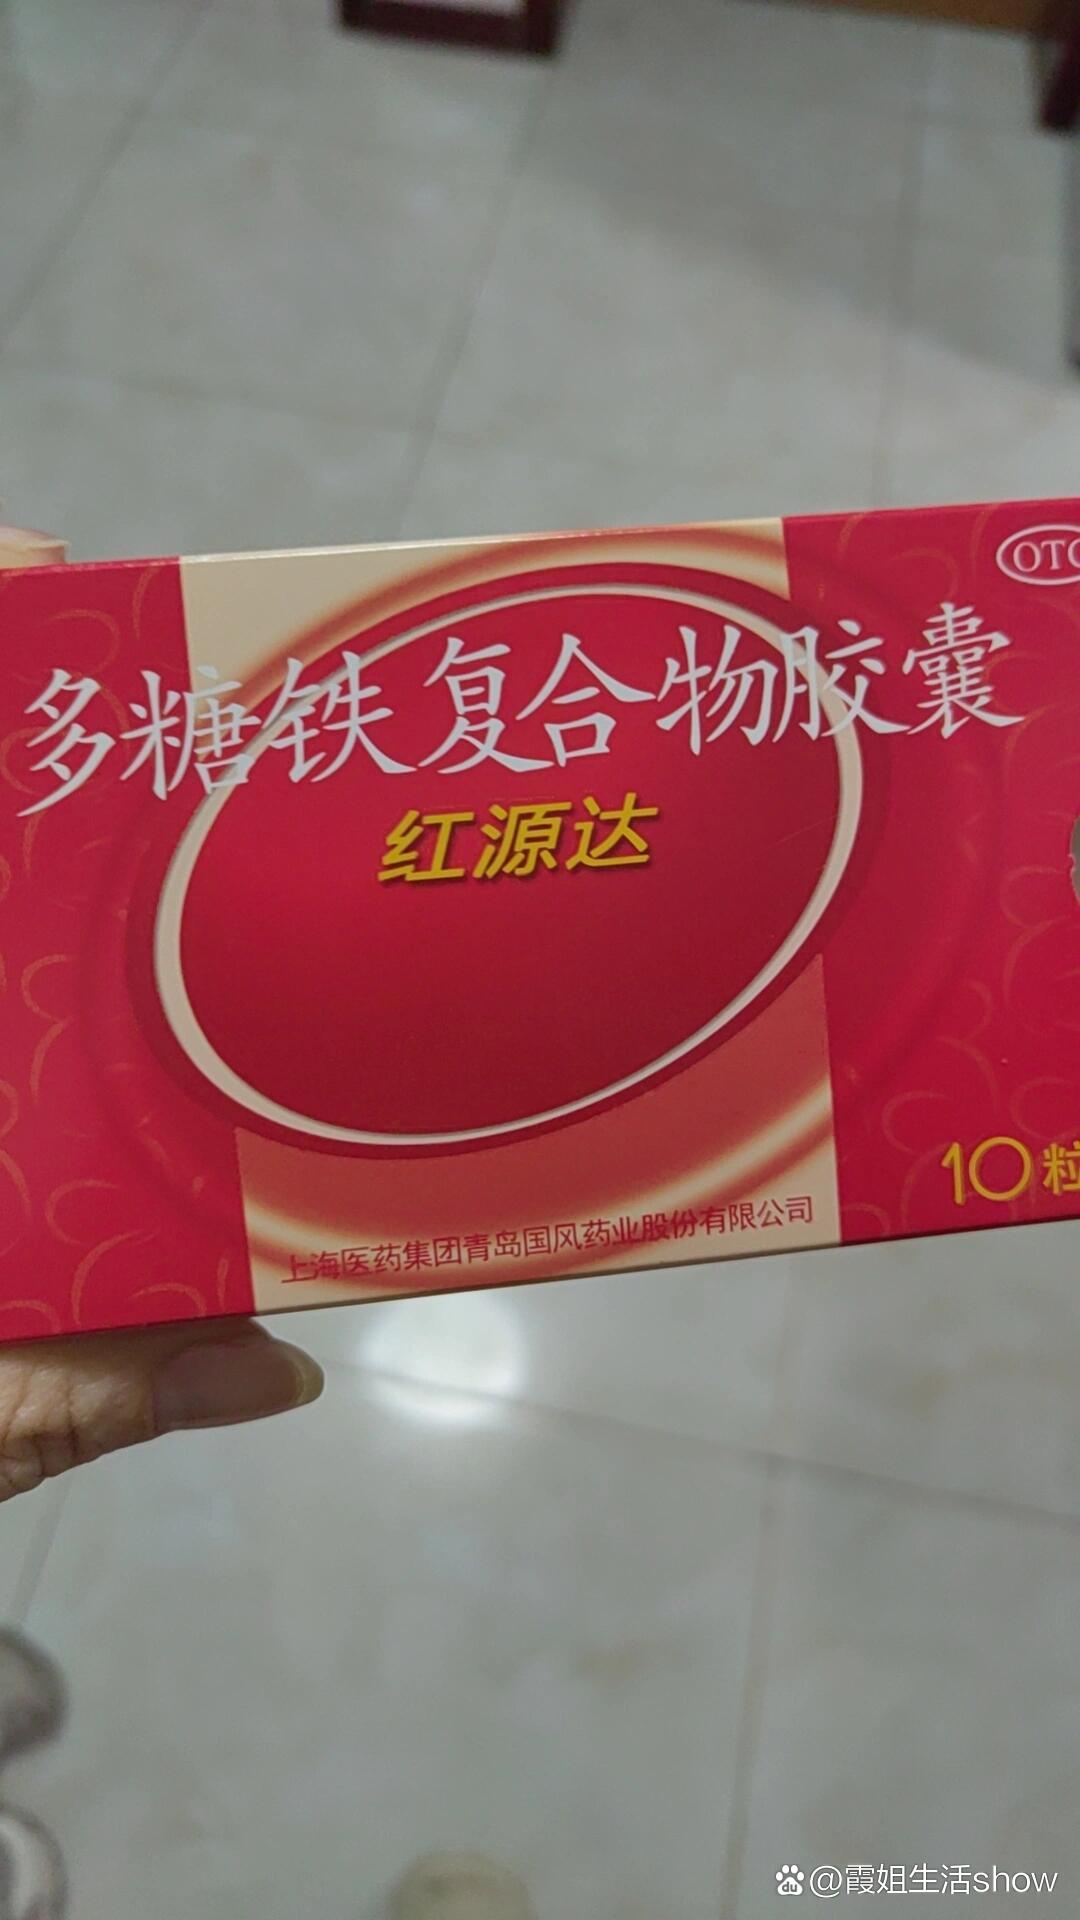 OTC
多糖铁复合物胶囊
红源达
10粒
上海医药集团青岛国风药业股份有限公司
du @霞姐生活show